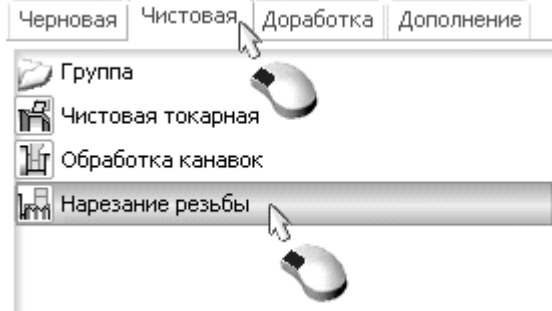 Черновая Чистовая Доработка Дополнение
Группа
Чистовая токарная
Обработка канавок
Нарезание резьбы